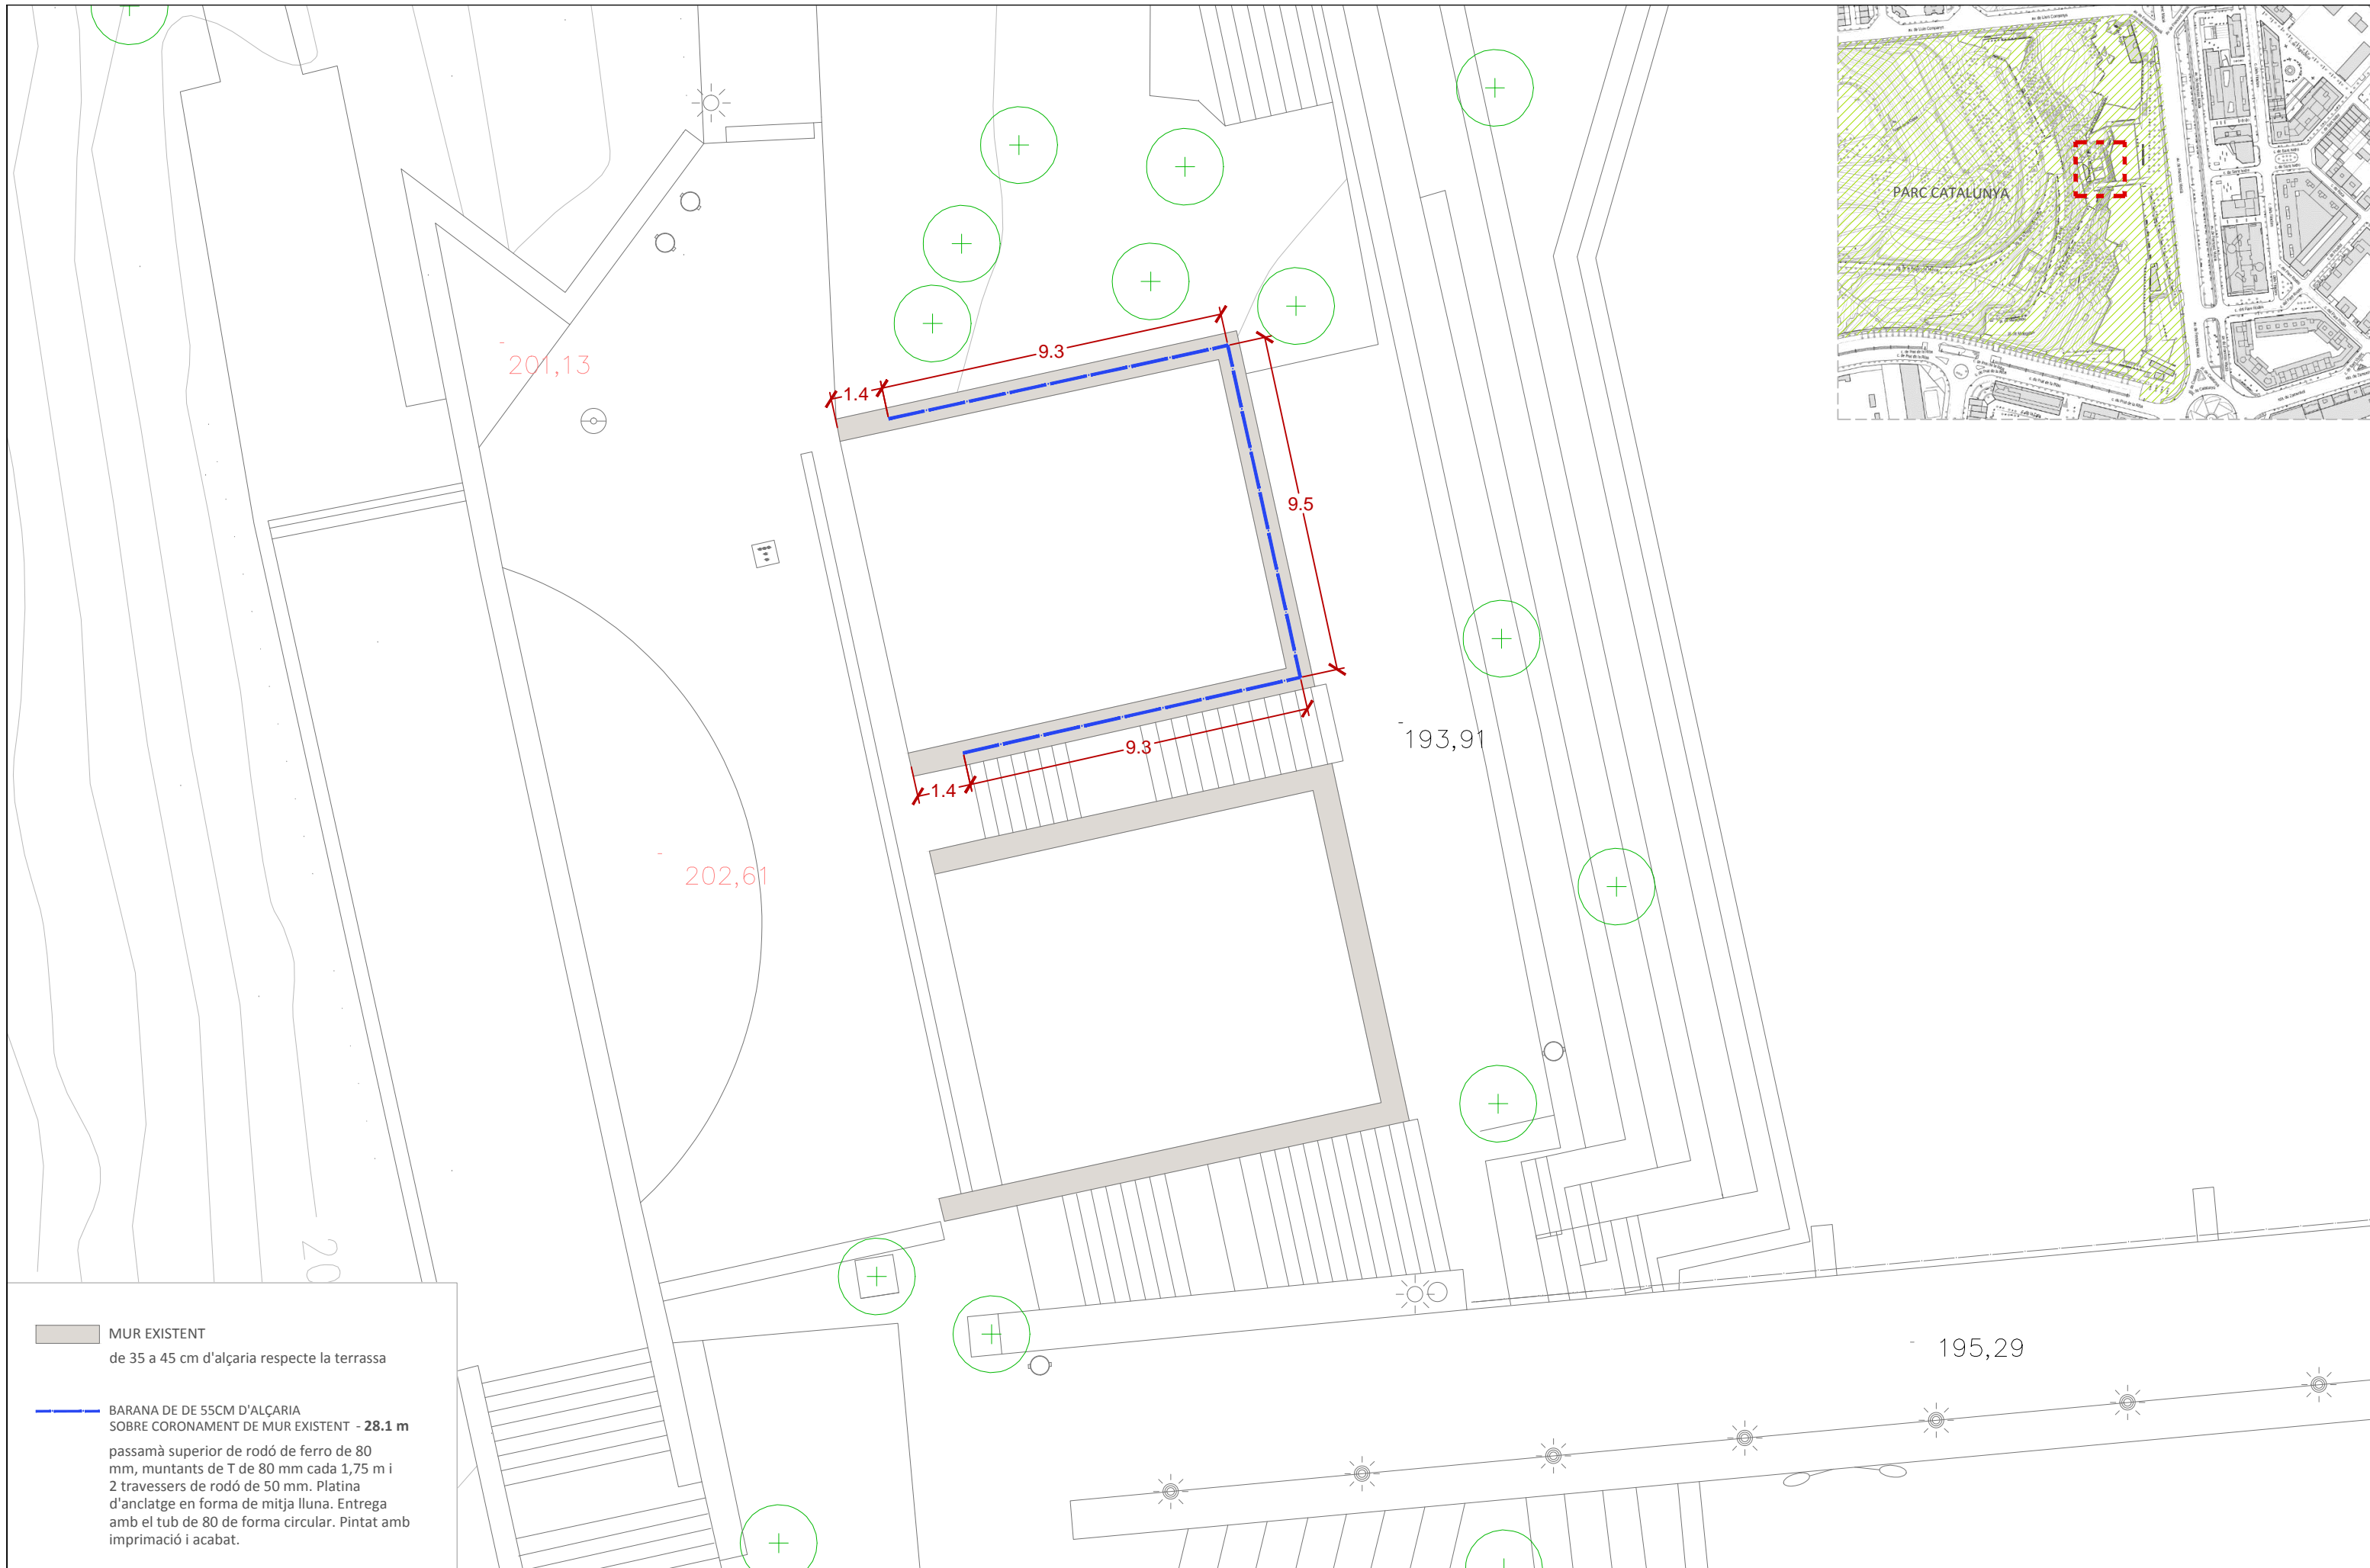 PARC CATALUNYA
201,13
1.4
9.3
9.5
193,91
9.3
1.4
202,61
20
195,29
MUR EXISTENT
de 35 a 45 cm d'alçaria respecte la terrassa
BARANA DE DE 55CM D'ALÇARIA
SOBRE CORONAMENT DE MUR EXISTENT - 28.1 m
passamà superior de rodó de ferro de 80
mm, muntants de T de 80 mm cada 1,75 m i
2 travessers de rodó de 50 mm. Platina
d'anclatge en forma de mitja lluna. Entrega
amb el tub de 80 de forma circular. Pintat amb
imprimació i acabat.